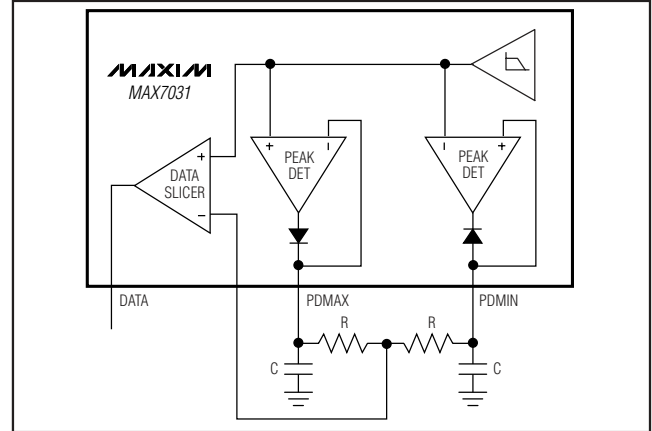 MAXIM
MAX7031
+ - - +
PEAK DET PEAK DET
+
DATA SLICER
-
DATA PDMAX PDMIN
R R
C C